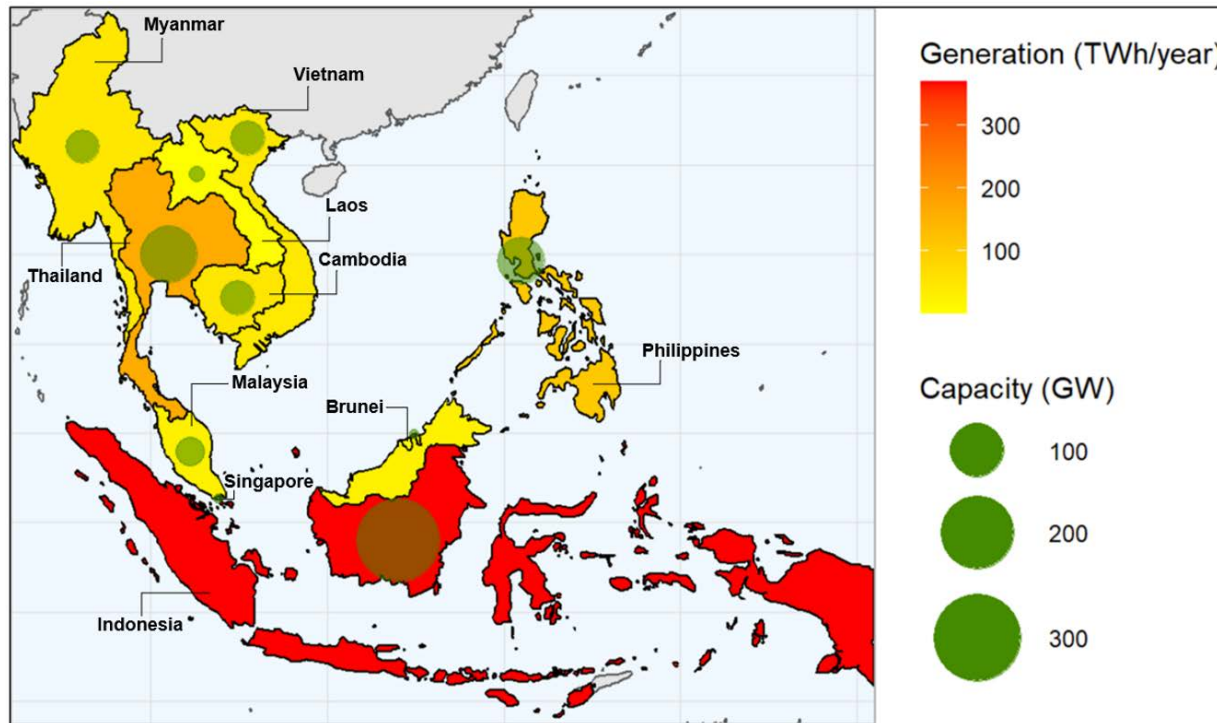 Myanmar
Vietnam
Laos
Cambodia
Thailand
Malaysia
Brunei
Philippines
Singapore
Indonesia
Generation (TWh/year)
300
200
100
Capacity (GW)
100
200
300